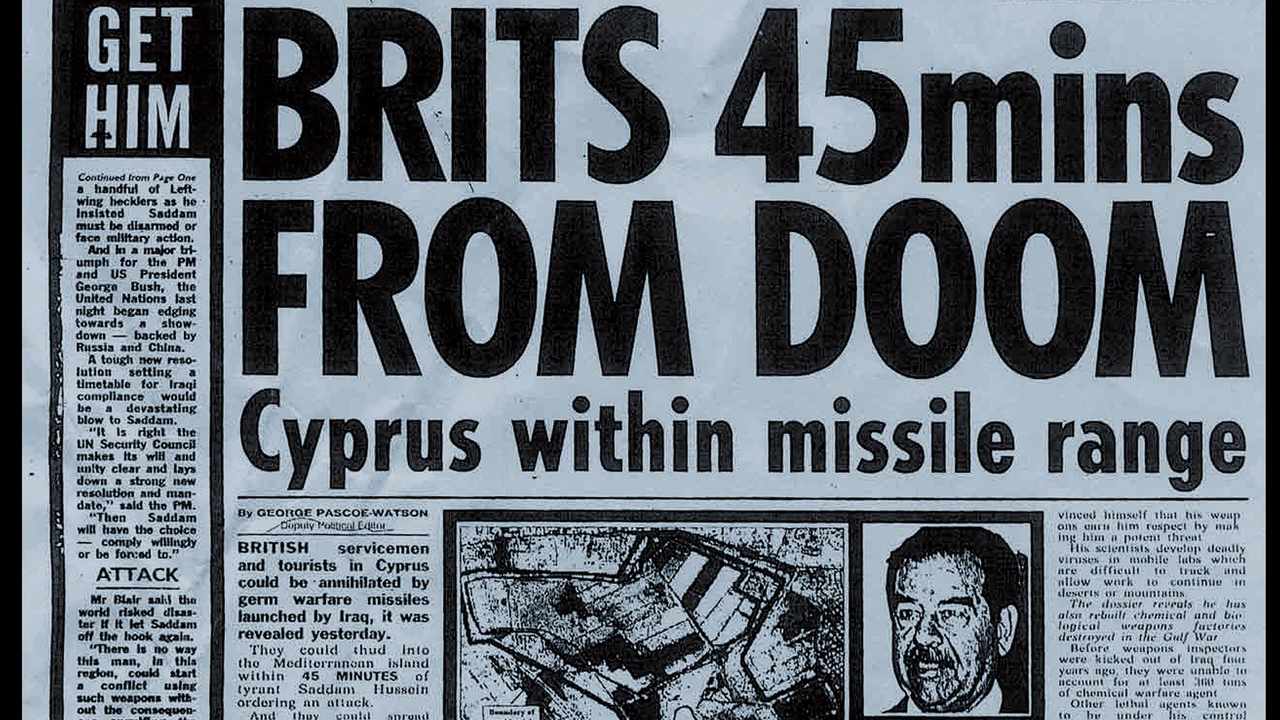 GET
HIM
Continued from Page One
a handful of Left-
wing hecklers as he
insisted Saddam
must be disarmed or
face military action.
And in a major tri-
umph for the PM
and US President
George Bush, the
United Nations last
night began edging
towards a show-
down — backed by
Russia and China.
A tough new reso-
lution setting a
timetable for Iraqi
compliance would
be a devastating
blow to Saddam.
"It is right the
UN Security Council
makes its will and
unity clear and lays
down a strong new
resolution and man-
date," said the PM.
"Then Saddam
will have the choice
— comply willingly
or be forced to."
ATTACK
Mr Blair said the
world risked disas-
ter if it let Saddam
off the hook again.
"There is no way
this man, in this
region, could start
a conflict using
such weapons with-
out the consequen-
BRITS 45mins
FROM DOOM
Cyprus within missile range
By GEORGE PASCOE-WATSON
Deputy Political Editor
BRITISH servicemen
and tourists in Cyprus
could be annihilated by
germ warfare missiles
launched by Iraq, it was
revealed yesterday.
They could thud into
the Mediterranean island
within 45 MINUTES of
tyrant Saddam Hussein
ordering an attack.
And they could spread
Boundary of
vinced himself that his weap
ons earn him respect by mak
ing him a potent threat
His scientists develop deadly
viruses in mobile labs which
are difficult to track and
allow work to continue in
deserts or mountains
The dossier reveals he has
also rebuilt chemical and bio-
logical weapons factories
destroyed in the Gulf War
Before weapons inspectors
were kicked out of Iraq four
years ago, they were unable to
account for at least 360 tons
of chemical warfare agent
Other lethal agents known
to be under